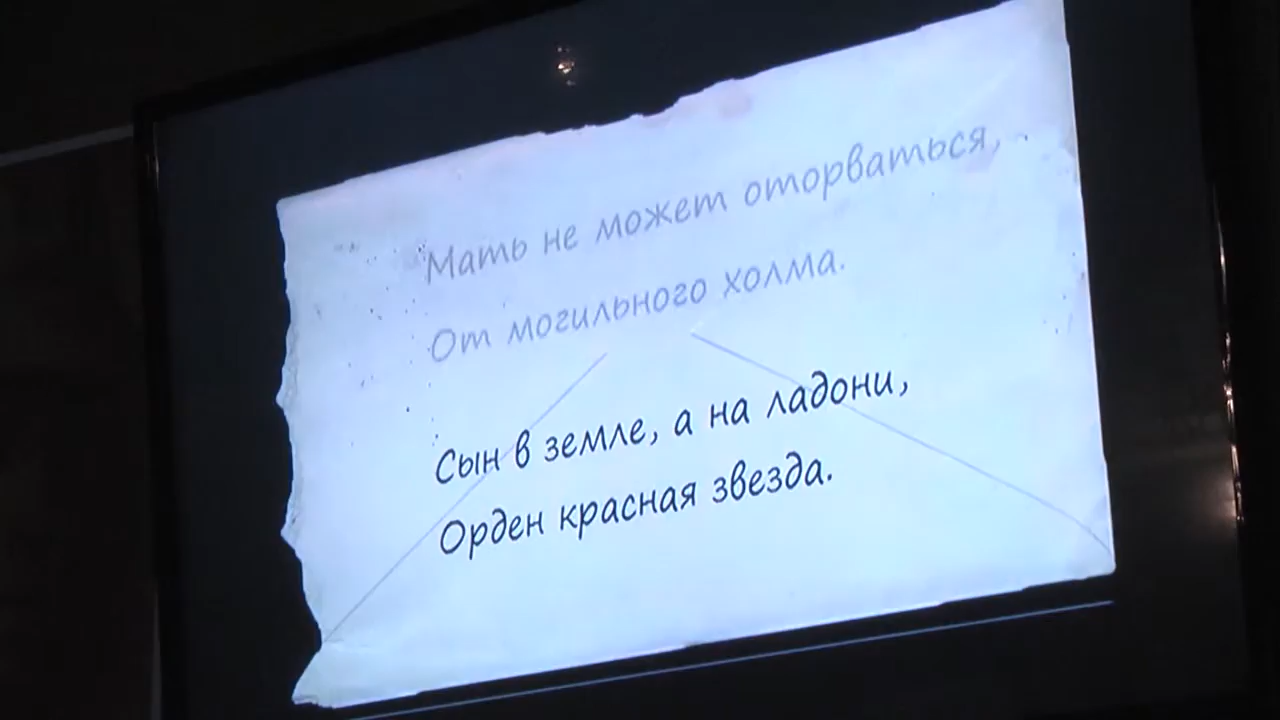 Мать не может оторваться,
От могильного холма.
Сын в земле, а на ладони,
Орден красная звезда.